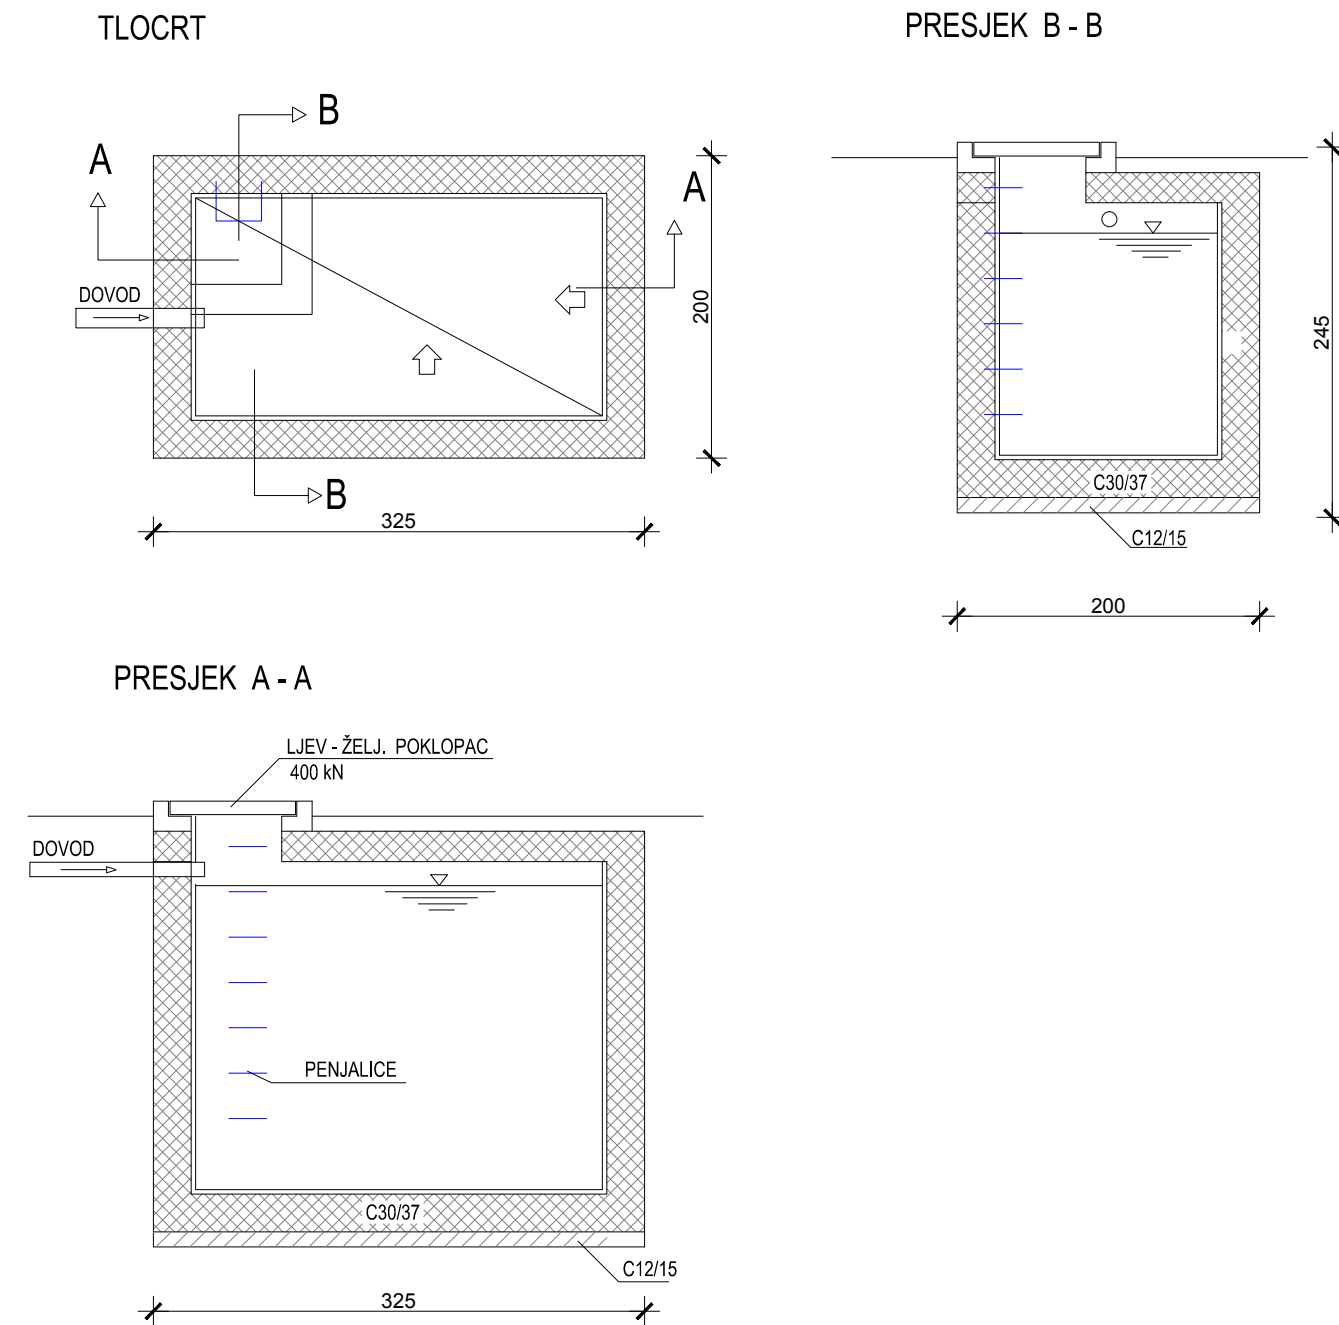 TLOCRT
B
A
A
DOVOD
200
B
325
PRESJEK B - B
245
C30/37
C12/15
200
PRESJEK A - A
LJEV - ŽELJ. POKLOPAC
400 kN
DOVOD
PENJALICE
C30/37
C12/15
325